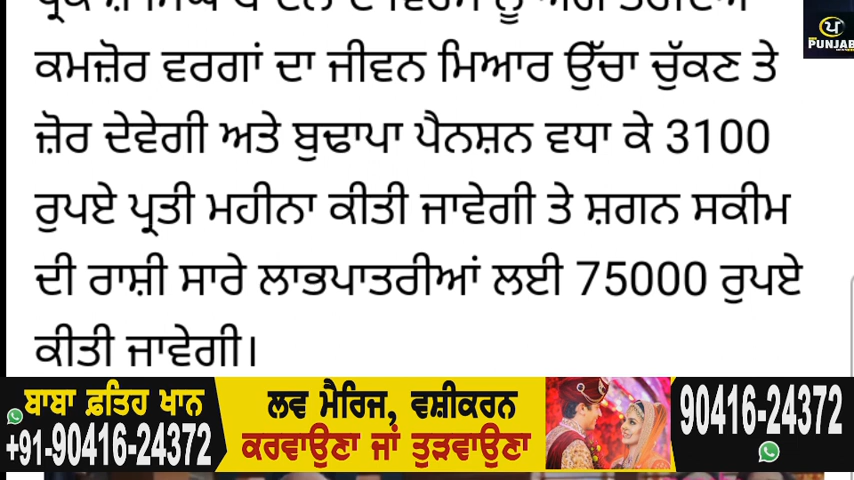 ਪ
PUNJAB
ਕਮਜ਼ੋਰ ਵਰਗਾਂ ਦਾ ਜੀਵਨ ਮਿਆਰ ਉੱਚਾ ਚੁੱਕਣ ਤੇ
ਜ਼ੋਰ ਦੇਵੇਗੀ ਅਤੇ ਬੁਢਾਪਾ ਪੈਨਸ਼ਨ ਵਧਾ ਕੇ 3100
ਰੁਪਏ ਪ੍ਰਤੀ ਮਹੀਨਾ ਕੀਤੀ ਜਾਵੇਗੀ ਤੇ ਸ਼ਗਨ ਸਕੀਮ
ਦੀ ਰਾਸ਼ੀ ਸਾਰੇ ਲਾਭਪਾਤਰੀਆਂ ਲਈ 75000 ਰੁਪਏ
ਕੀਤੀ ਜਾਵੇਗੀ।
ਬਾਬਾ ਫ਼ਤਿਹ ਖਾਨ
+91-90416-24372
ਲਵ ਮੈਰਿਜ, ਵਸ਼ੀਕਰਨ
ਕਰਵਾਉਣਾ ਜਾਂ ਤੁੜਵਾਉਣਾ
90416-24372